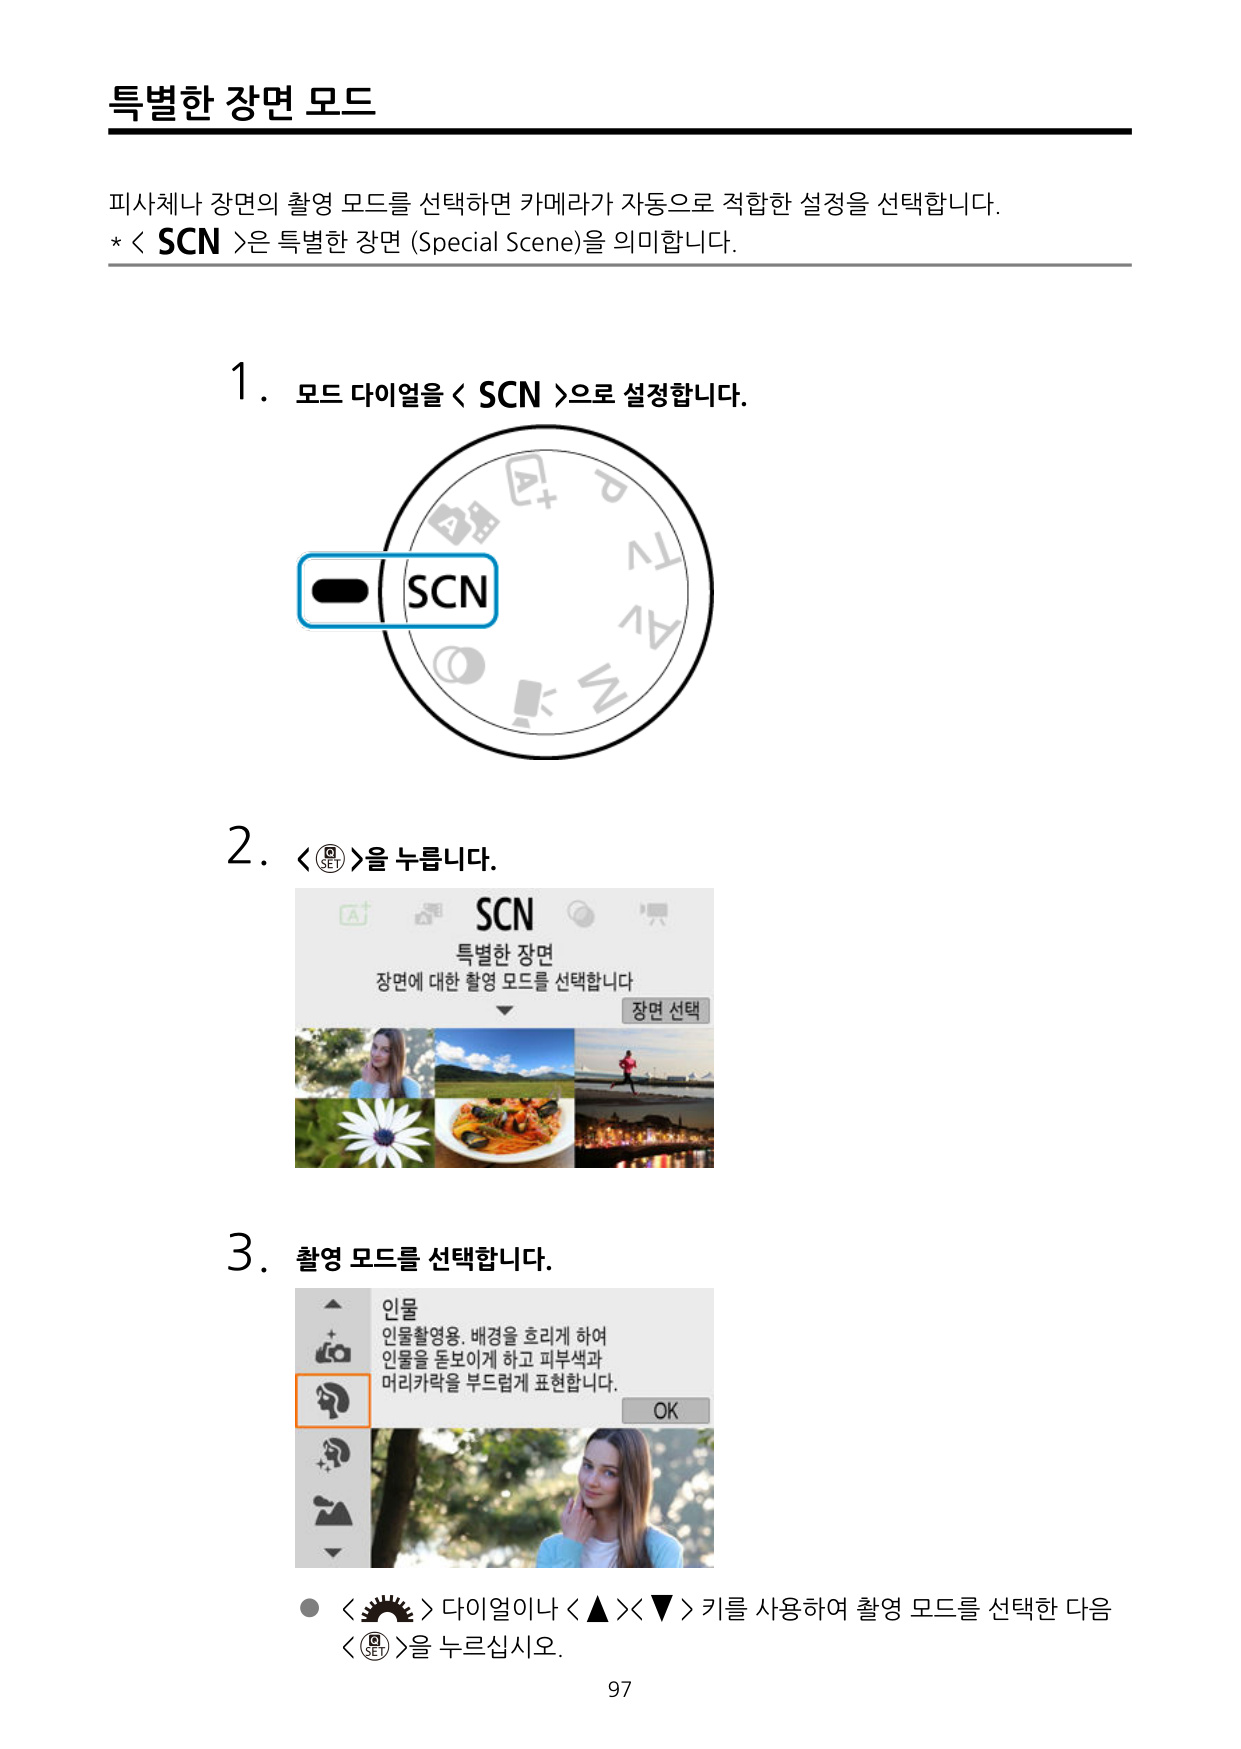 특별한 장면 모드
피사체나 장면의 촬영 모드를 선택하면 카메라가 자동으로 적합한 설정을 선택합니다.
* < SCN >은 특별한 장면 (Special Scene)을 의미합니다.
1. 모드 다이얼을 < SCN >으로 설정합니다.
A+
P
A
Tv
SCN
Av
M
2. < Q SET >을 누릅니다.
A+ A SCN
특별한 장면
장면에 대한 촬영 모드를 선택합니다
장면 선택
3. 촬영 모드를 선택합니다.
인물
인물촬영용. 배경을 흐리게 하여
인물을 돋보이게 하고 피부색과
머리카락을 부드럽게 표현합니다.
OK
● < > 다이얼이나 < ▲ >< ▼ > 키를 사용하여 촬영 모드를 선택한 다음
< Q SET >을 누르십시오.
97